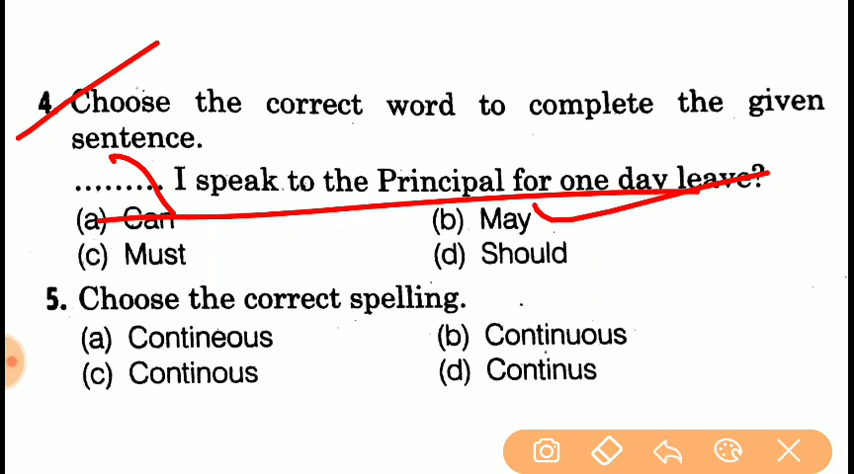 4. Choose the correct word to complete the given
sentence.
......... I speak to the Principal for one day leave?
(a) Can (b) May
(c) Must (d) Should
5. Choose the correct spelling.
(a) Contineous (b) Continuous
(c) Continous (d) Continus